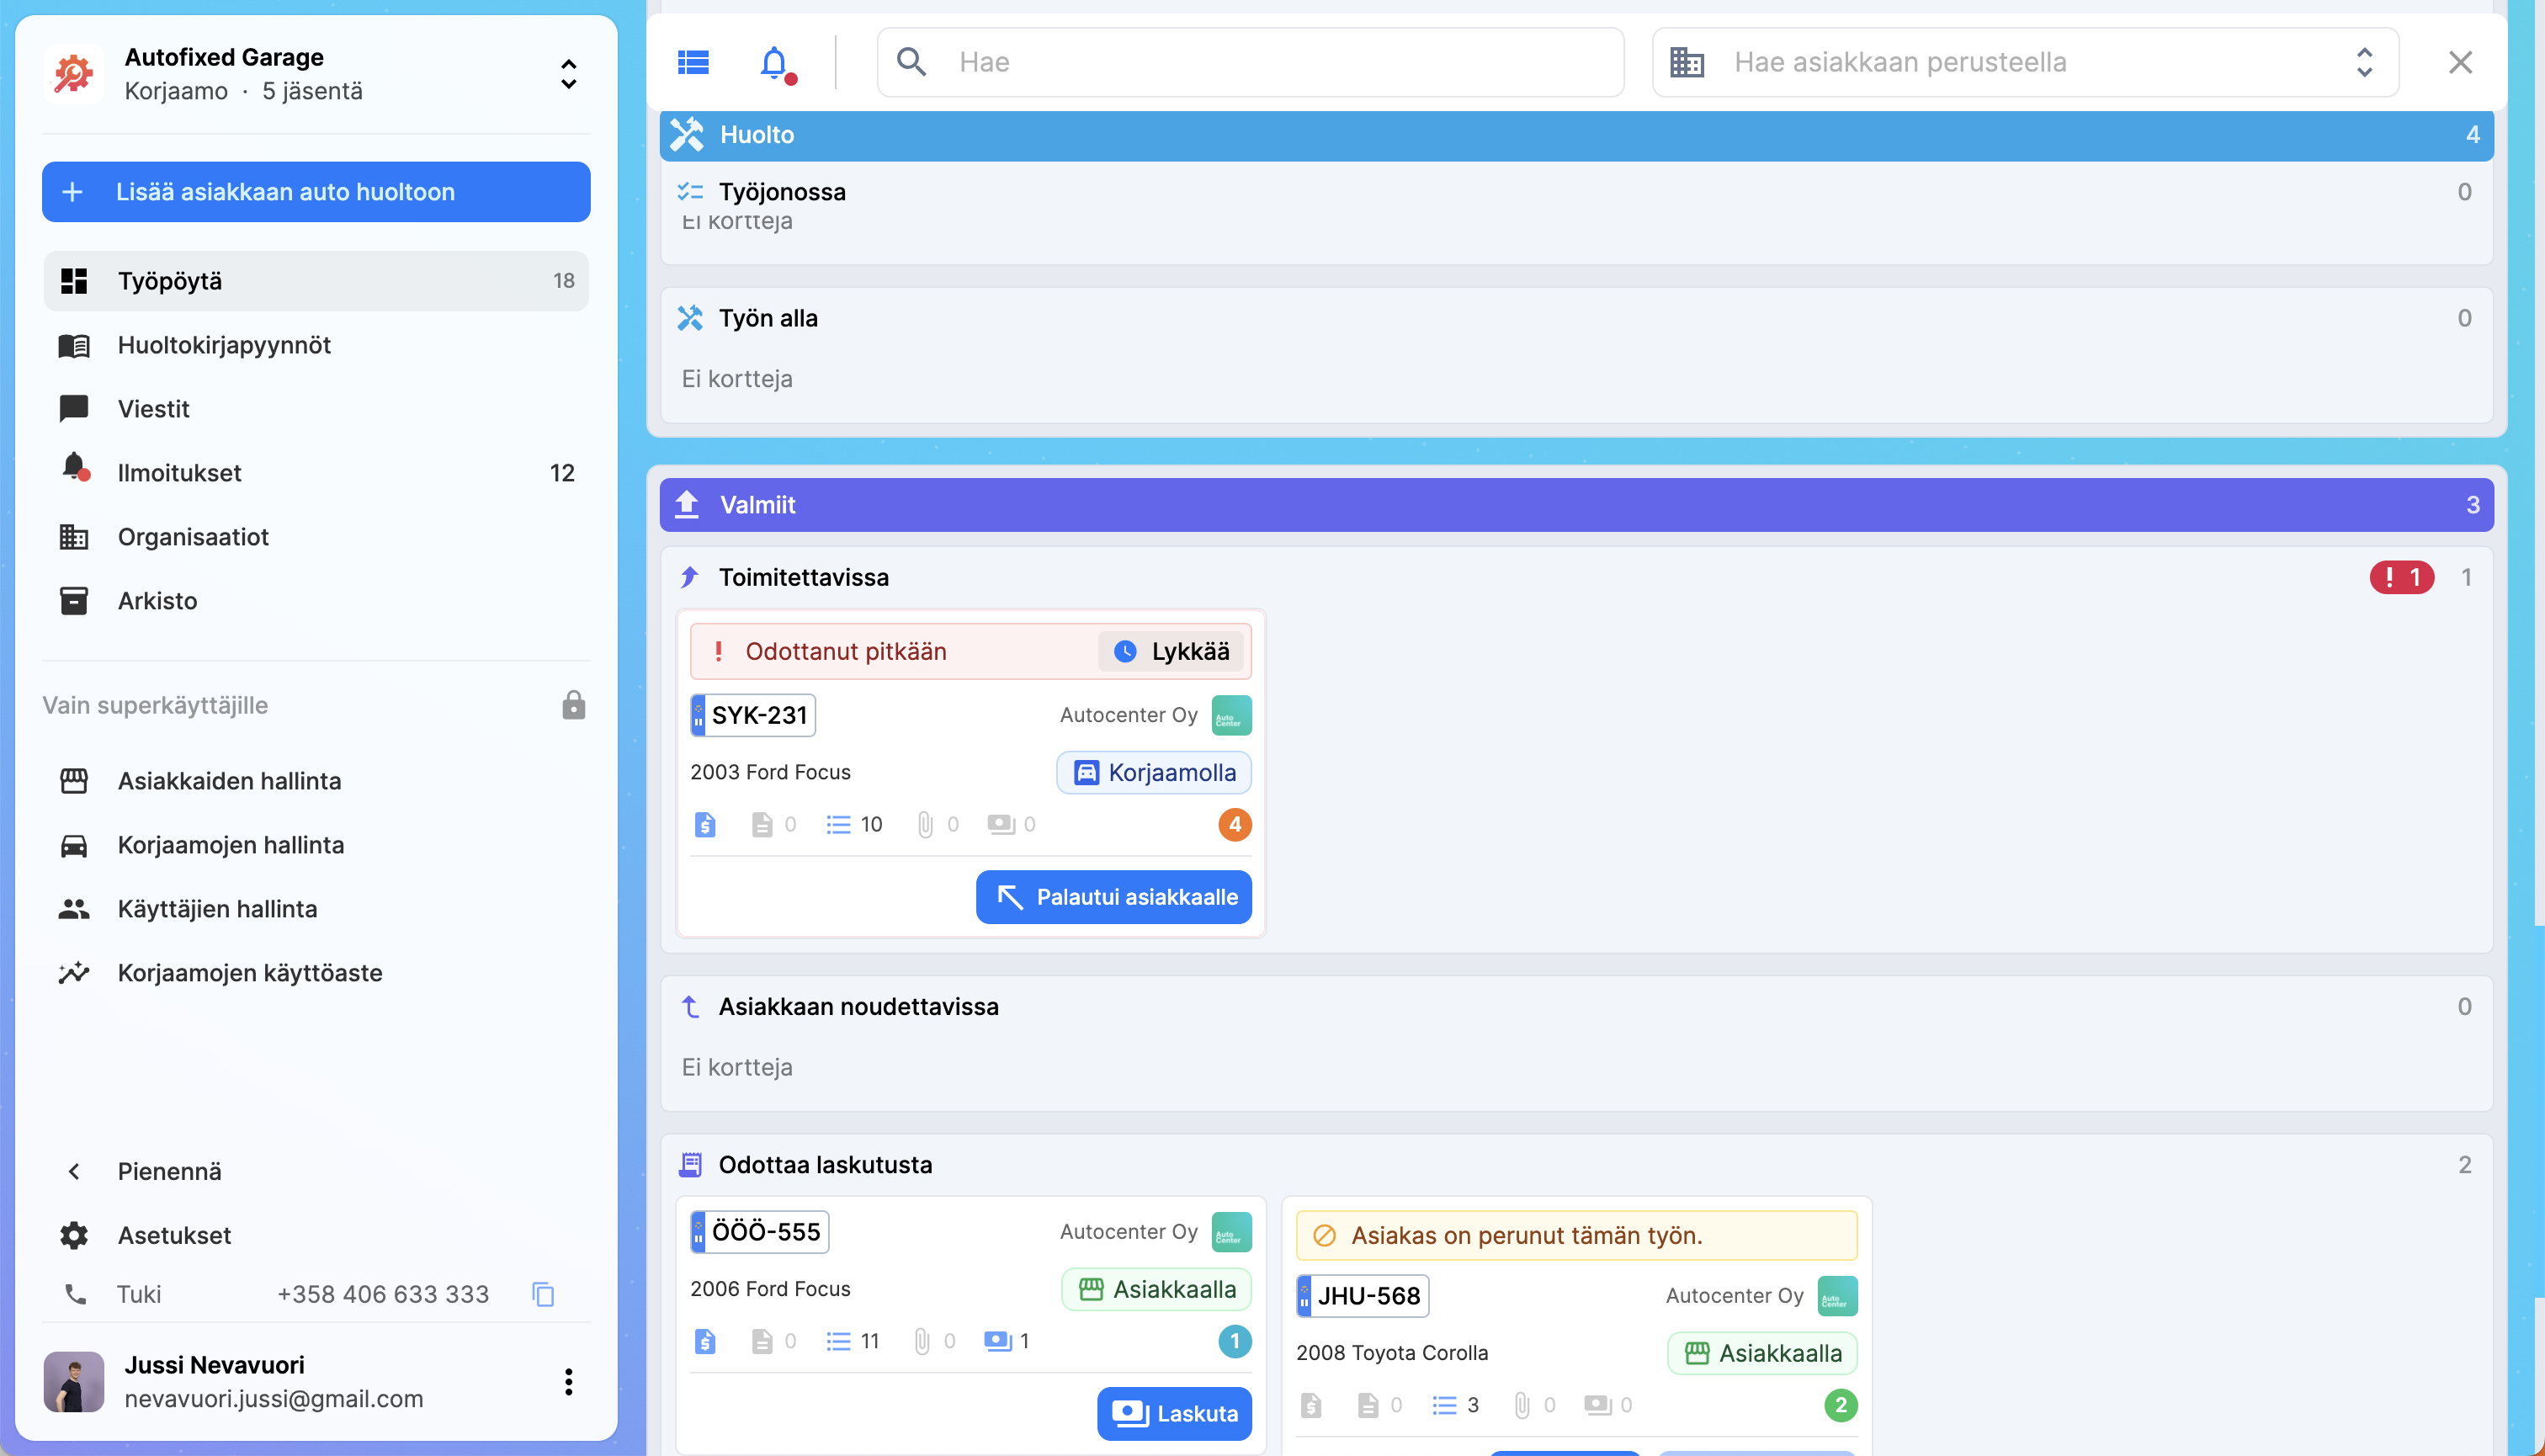 Autofixed Garage
Korjaamo · 5 jäsentä
Lisää asiakkaan auto huoltoon
Työpöytä 18
Huoltokirjapyynnöt
Viestit
Ilmoitukset 12
Organisaatiot
Arkisto
Vain superkäyttäjille
Asiakkaiden hallinta
Korjaamojen hallinta
Käyttäjien hallinta
Korjaamojen käyttöaste
Pienennä
Asetukset
Tuki +358 406 633 333
Jussi Nevavuori
nevavuori.jussi@gmail.com
Hae
Hae asiakkaan perusteella
Huolto 4
Työjonossa 0
Ei kortteja
Työn alla 0
Ei kortteja
Valmiit 3
Toimitettavissa ! 1 1
! Odottanut pitkään Lykkää
SYK-231 Autocenter Oy Auto Center
2003 Ford Focus Korjaamolla
0 10 0 0 4
Palautui asiakkaalle
Asiakkaan noudettavissa 0
Ei kortteja
Odottaa laskutusta 2
ÖÖÖ-555 Autocenter Oy Auto Center
2006 Ford Focus Asiakkaalla
0 11 0 1 1
Laskuta
Asiakas on perunut tämän työn.
JHU-568 Autocenter Oy Auto Center
2008 Toyota Corolla Asiakkaalla
0 3 0 0 2